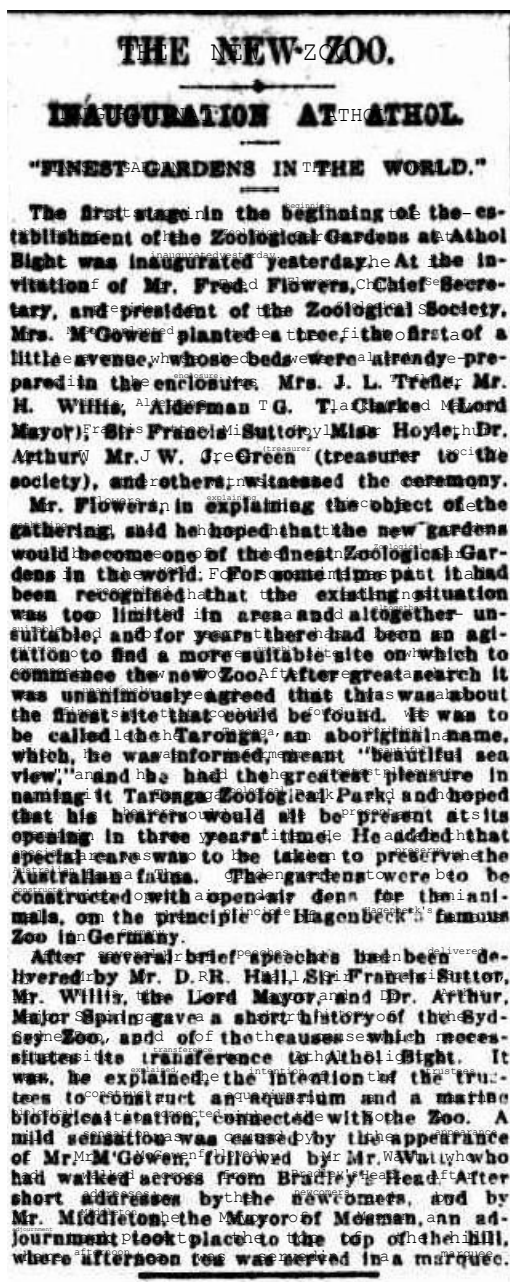 THE NEW ZOO.
INAUGURATION AT ATHOL.
"FINEST GARDENS IN THE WORLD."
The first stage in the beginning of the es-
tablishment of the Zoological Gardens at Athol
Bight was inaugurated yesterday. At the in-
vitation of Mr. Fred. Flowers, Chief Secre-
tary, and president of the Zoological Society,
Mrs. M'Gowen planted a tree, the first of a
little avenue, whose beds were already pre-
pared in the enclosure. Mrs. J. L. Trefle, Mr.
H. Willis, Alderman G. T. Clarke (Lord
Mayor), Sir Francis Suttor, Miss Hoyle, Dr.
Arthur, Mr. J. W. J. Green (treasurer to the
society), and others, witnessed the ceremony.
Mr. Flowers, in explaining the object of the
gathering, said he hoped that the new gardens
would become one of the finest Zoological Gar-
dens in the world. For some time past it had
been recognised that the existing situation
was too limited in area and altogether un-
suitable, and for years there had been an agi-
tation to find a more suitable site on which to
commence the new Zoo. After great search it
was unanimously agreed that this was about
the finest site that could be found. It was to
be called the Taronga, an aboriginal name,
which, he was informed, meant "beautiful sea
view," and he had the greatest pleasure in
naming it Taronga Zoological Park, and hoped
that his hearers would all be present at its
opening in three years' time. He added that
special care was to be taken to preserve the
Australian fauna. The gardens were to be
constructed with open-air dens for the ani-
mals, on the principle of Hagenbeck's famous
Zoo in Germany.
After several brief speeches had been de-
livered by Mr. D. R. Hall, Sir Francis Suttor,
Mr. Willis, the Lord Mayor, and Dr. Arthur,
Major Spain gave a short history of the Syd-
ney Zoo, and of the causes which neces-
sitates its transference to Athol Bight. It
was, he explained, the intention of the trus-
tees to construct an aquarium and a marine
biological station, connected with the Zoo. A
mild sensation was caused by the appearance
of Mr. M'Gowen, followed by Mr. Watt, who
had walked across from Bradley's Head. After
short addresses by the newcomers, and by
Mr. Middleton, the Mayor of Mosman, an ad-
journment took place to the top of the hill,
where afternoon tea was served in a marquee.